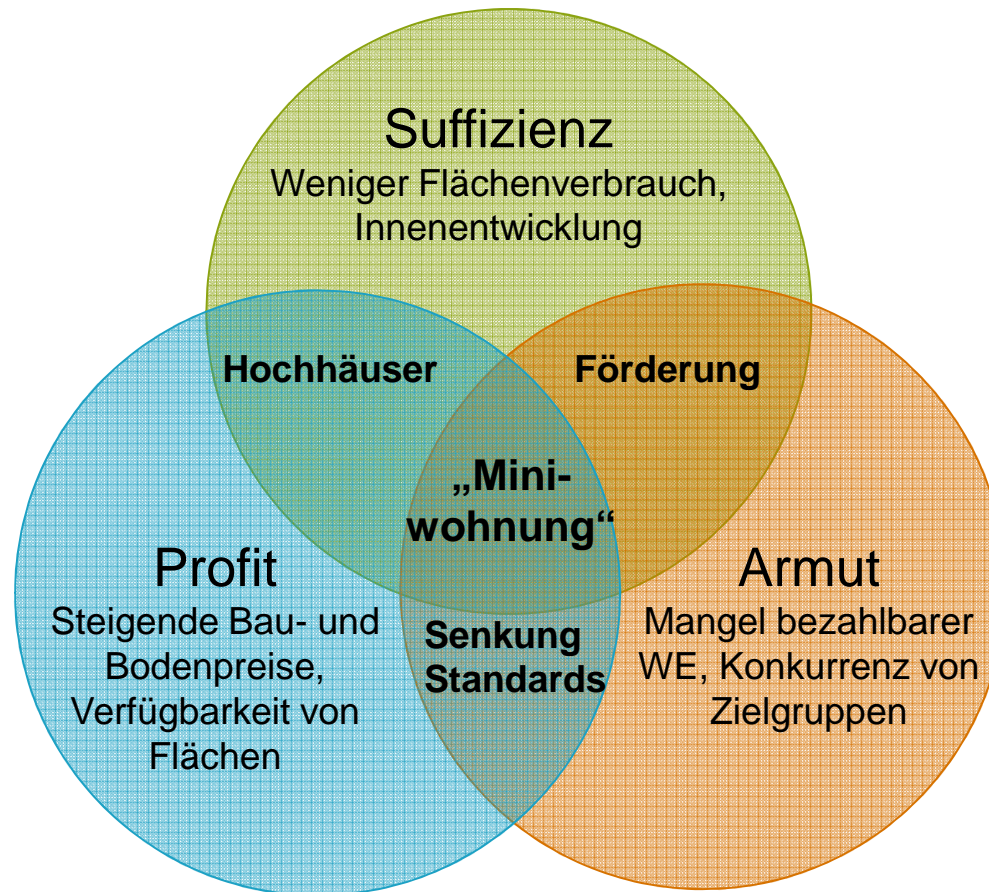 Suffizienz
Weniger Flächenverbrauch,
Innenentwicklung
Hochhäuser
Förderung
„Mini-
wohnung“
Profit
Steigende Bau- und
Bodenpreise,
Verfügbarkeit von
Flächen
Senkung
Standards
Armut
Mangel bezahlbarer
WE, Konkurrenz von
Zielgruppen